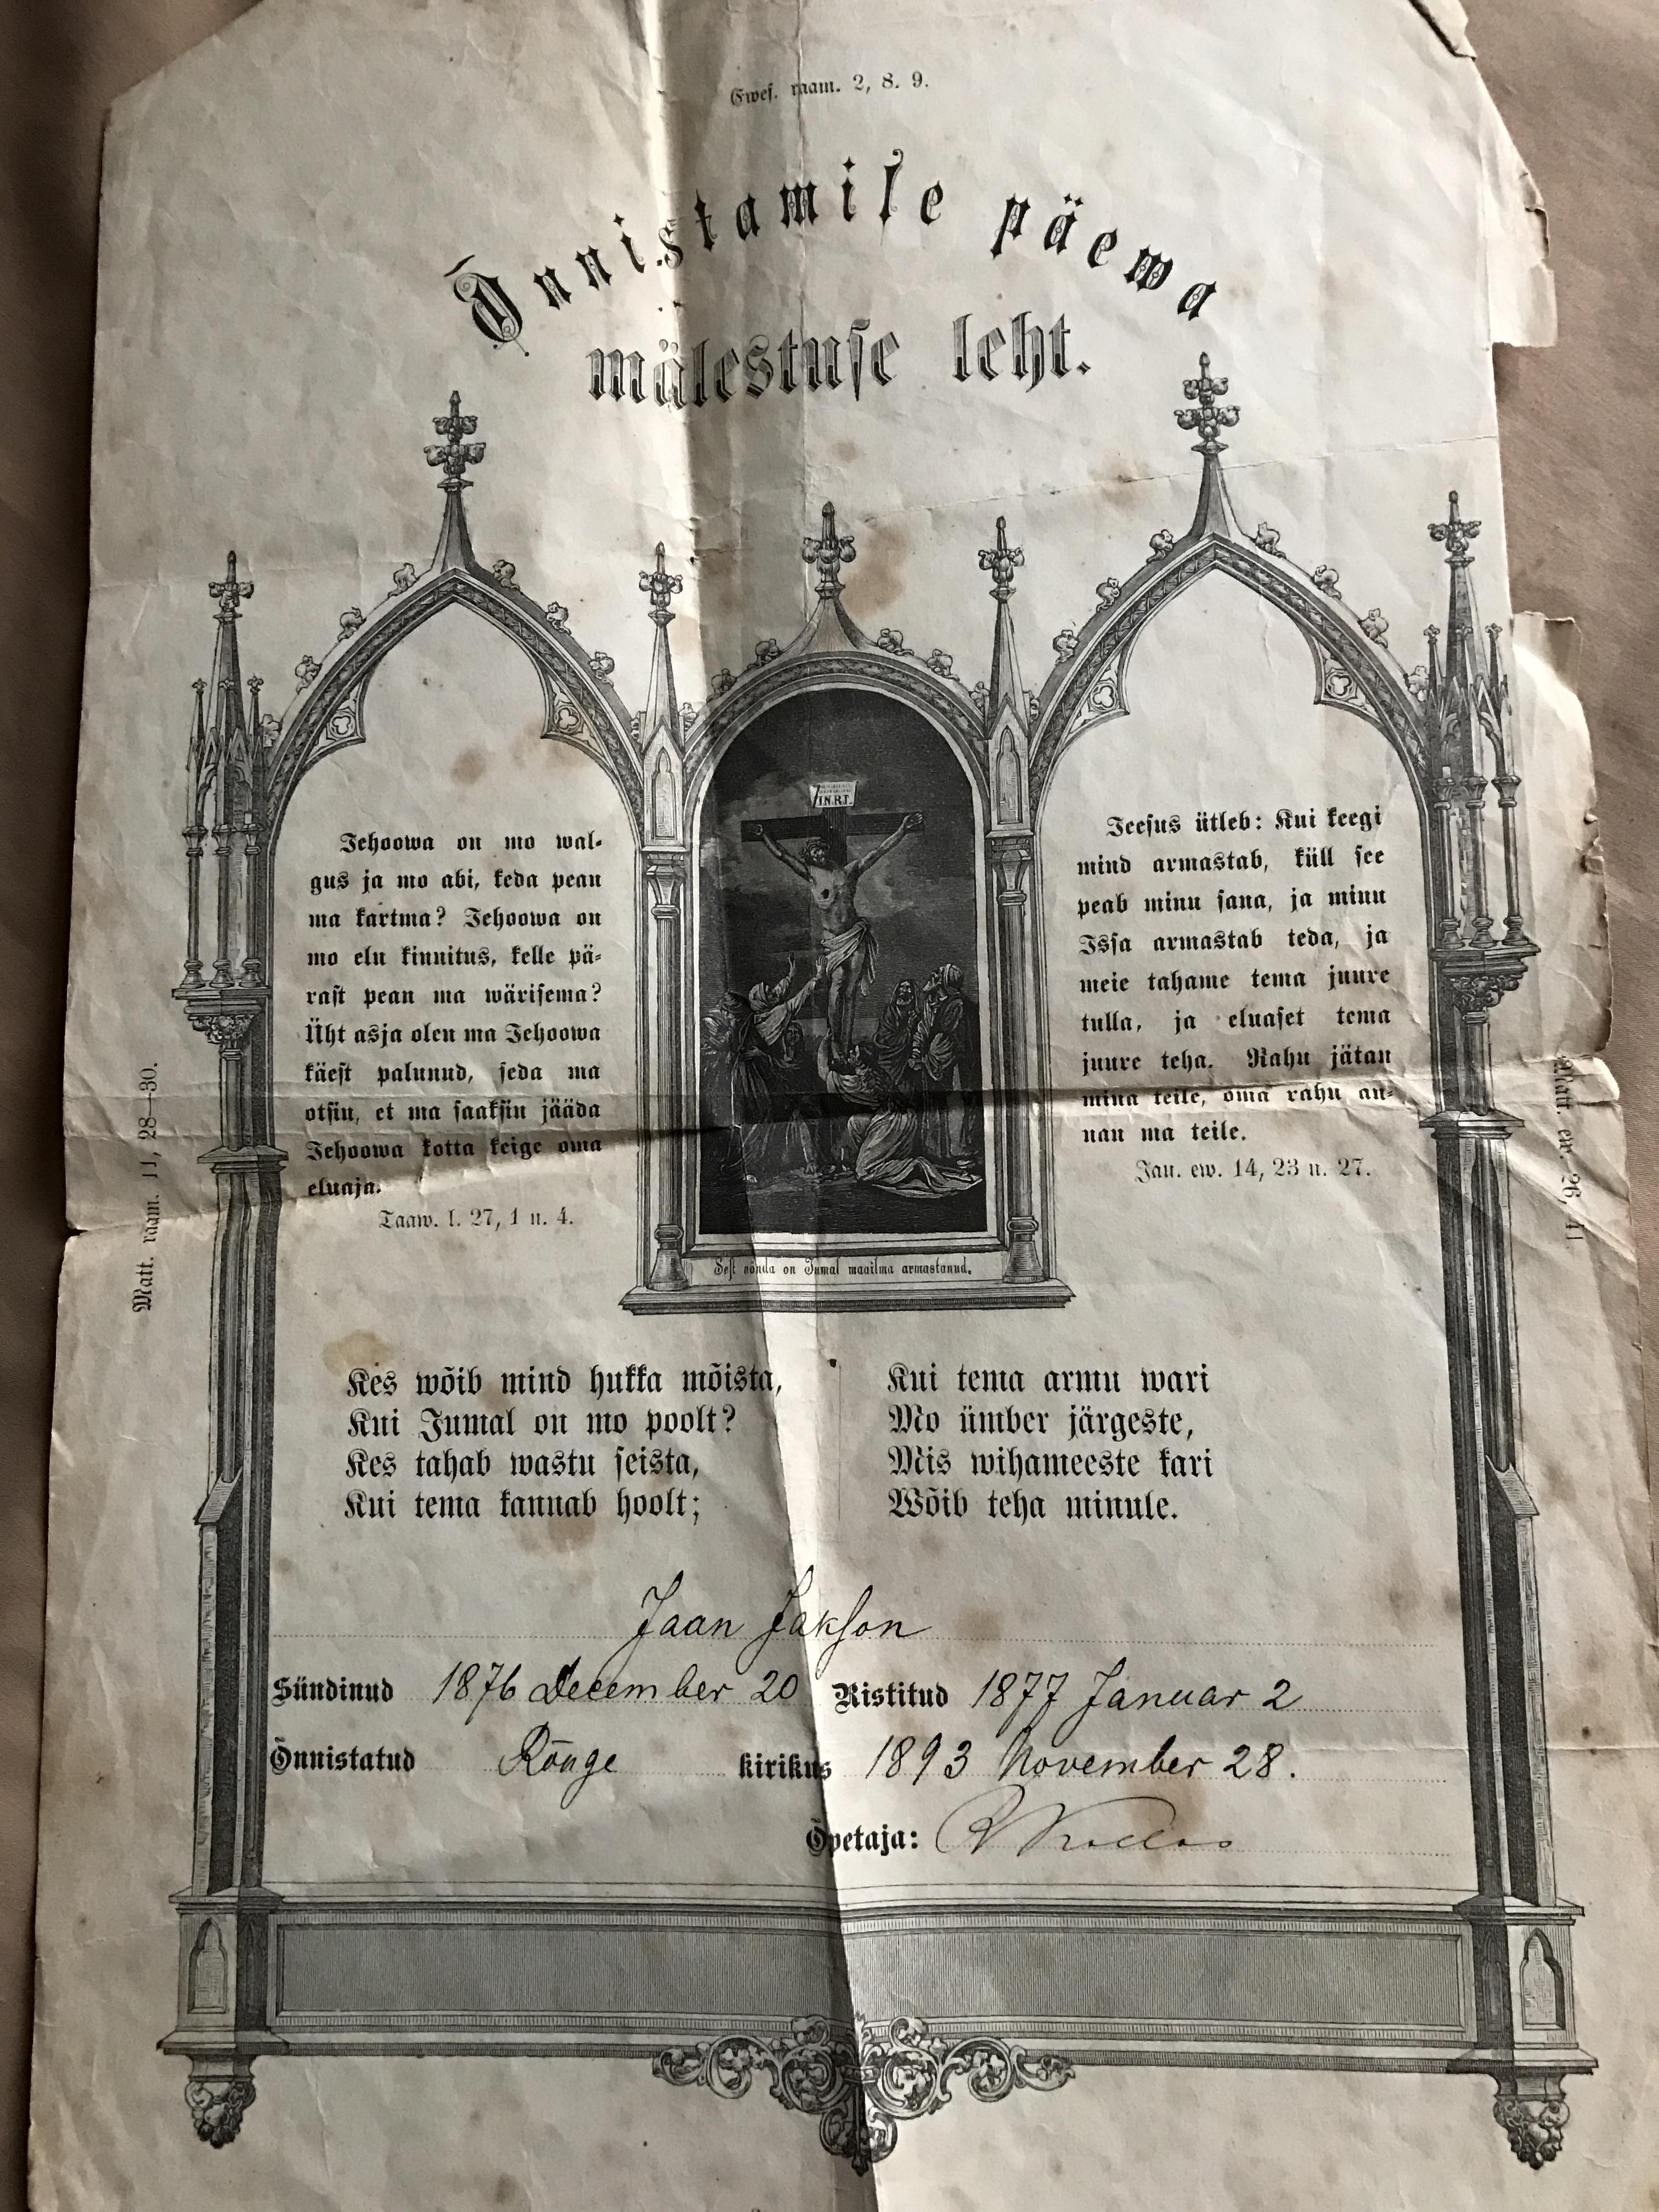 Ewes. raam. 2, 8. 9.
Õnnistamise päewa
mälestuse leht.
Jehoowa on mo wal-
gus ja mo abi, keda pean
ma kartma? Jehoowa on
mo elu kinnitus, kelle pä-
rast pean ma wärisema?
Üht asja olen ma Jehoowa
käest palunud, seda ma
otsin, et ma saaksin jääda
Jehoowa kotta keige oma
eluaja.
Taaw. l. 27, 1 n. 4.
I.N.R.I.
Sest nõnda on Jumal maailma armastanud.
Jeesus ütleb: Kui keegi
mind armastab, küll see
peab minu sana, ja minu
Issa armastab teda, ja
meie tahame tema juure
tulla, ja eluaset tema
juure teha. Rahu jätan
mina teile, oma rahu an-
nan ma teile.
Jan. ew. 14, 23 n. 27.
Matt. raam. 11, 28—30.
Matt. ew. 26, 41
Kes wõib mind hukka mõista,
Kui Jumal on mo poolt?
Kes tahab wastu seista,
Kui tema kannab hoolt;
Kui tema armu wari
Mo ümber järgeste,
Mis wihameeste kari
Wõib teha minule.
Jaan Jakson
Sündinud 1876 December 20 Ristitud 1877 Januar 2
Õnnistatud Rõuge kirikus 1893 November 28.
Õpetaja: